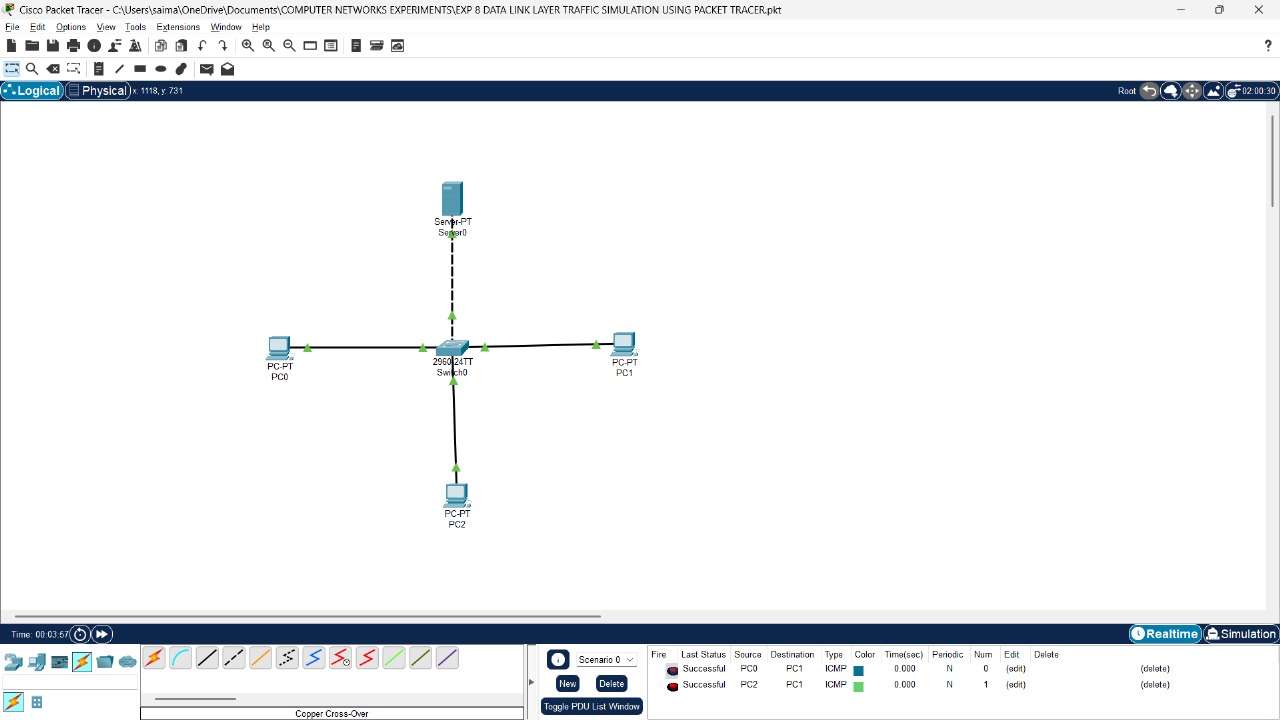 Cisco Packet Tracer - C:\Users\saima\OneDrive\Documents\COMPUTER NETWORKS EXPERIMENTS\EXP 8 DATA LINK LAYER TRAFFIC SIMULATION USING PACKET TRACER.pkt
File Edit Options View Tools Extensions Window Help
?
Logical Physical x: 1118, y: 731 Root 02:00:30
Server-PT
Server0
PC-PT
PC0
2960-24TT
Switch0
PC-PT
PC1
PC-PT
PC2
Time: 00:03:57 Realtime Simulation
Scenario 0
New Delete
Toggle PDU List Window
Copper Cross-Over
Fire Last Status Source Destination Type Color Time(sec) Periodic Num Edit Delete
Successful PC0 PC1 ICMP 0.000 N 0 (edit) (delete)
Successful PC2 PC1 ICMP 0.000 N 1 (edit) (delete)